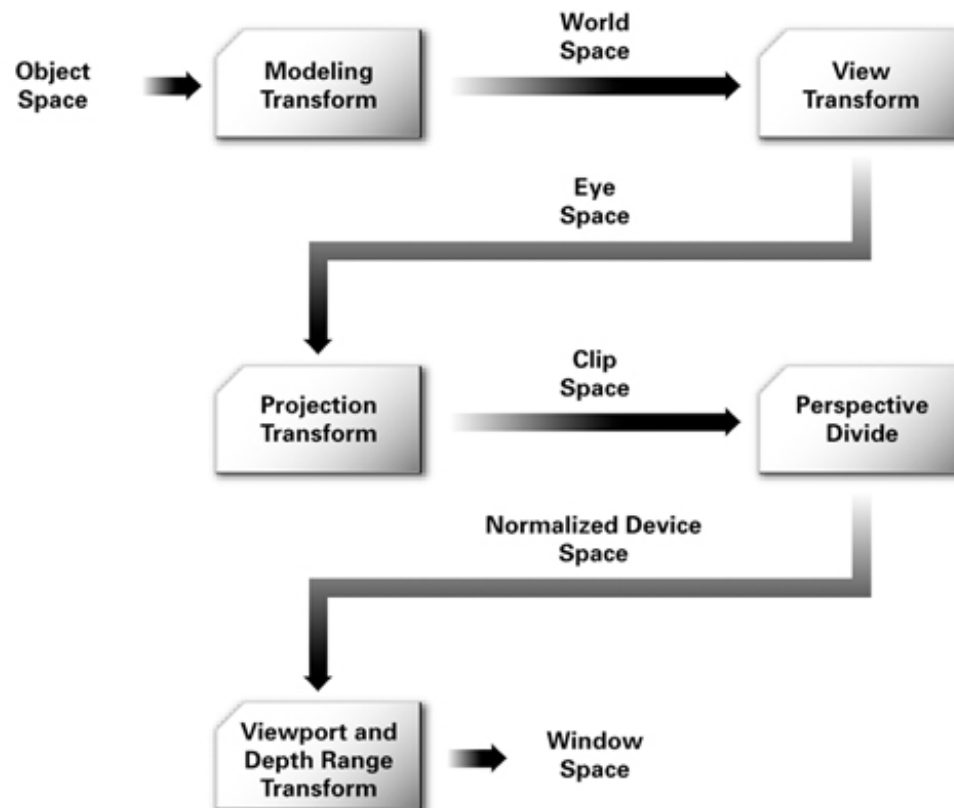 Object
Space
Modeling
Transform
World
Space
View
Transform
Eye
Space
Projection
Transform
Clip
Space
Perspective
Divide
Normalized Device
Space
Viewport and
Depth Range
Transform
Window
Space